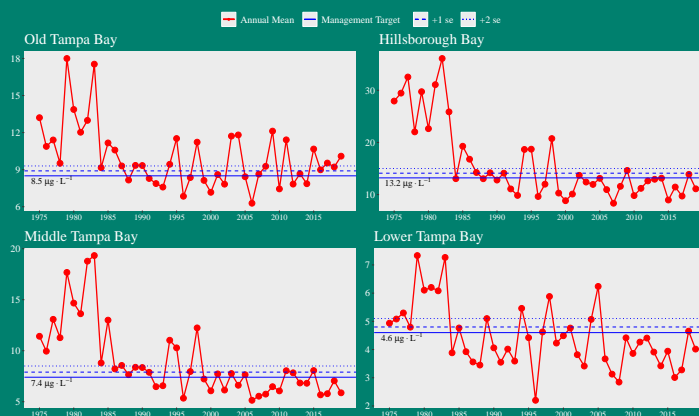 Annual Mean Management Target +1 se +2 se
Old Tampa Bay
18
15
12
9
6
8.5 µg · L⁻¹
1975 1980 1985 1990 1995 2000 2005 2010 2015
Hillsborough Bay
30
20
10
13.2 µg · L⁻¹
1975 1980 1985 1990 1995 2000 2005 2010 2015
Middle Tampa Bay
20
15
10
5
7.4 µg · L⁻¹
1975 1980 1985 1990 1995 2000 2005 2010 2015
Lower Tampa Bay
7
6
5
4
3
2
4.6 µg · L⁻¹
1975 1980 1985 1990 1995 2000 2005 2010 2015